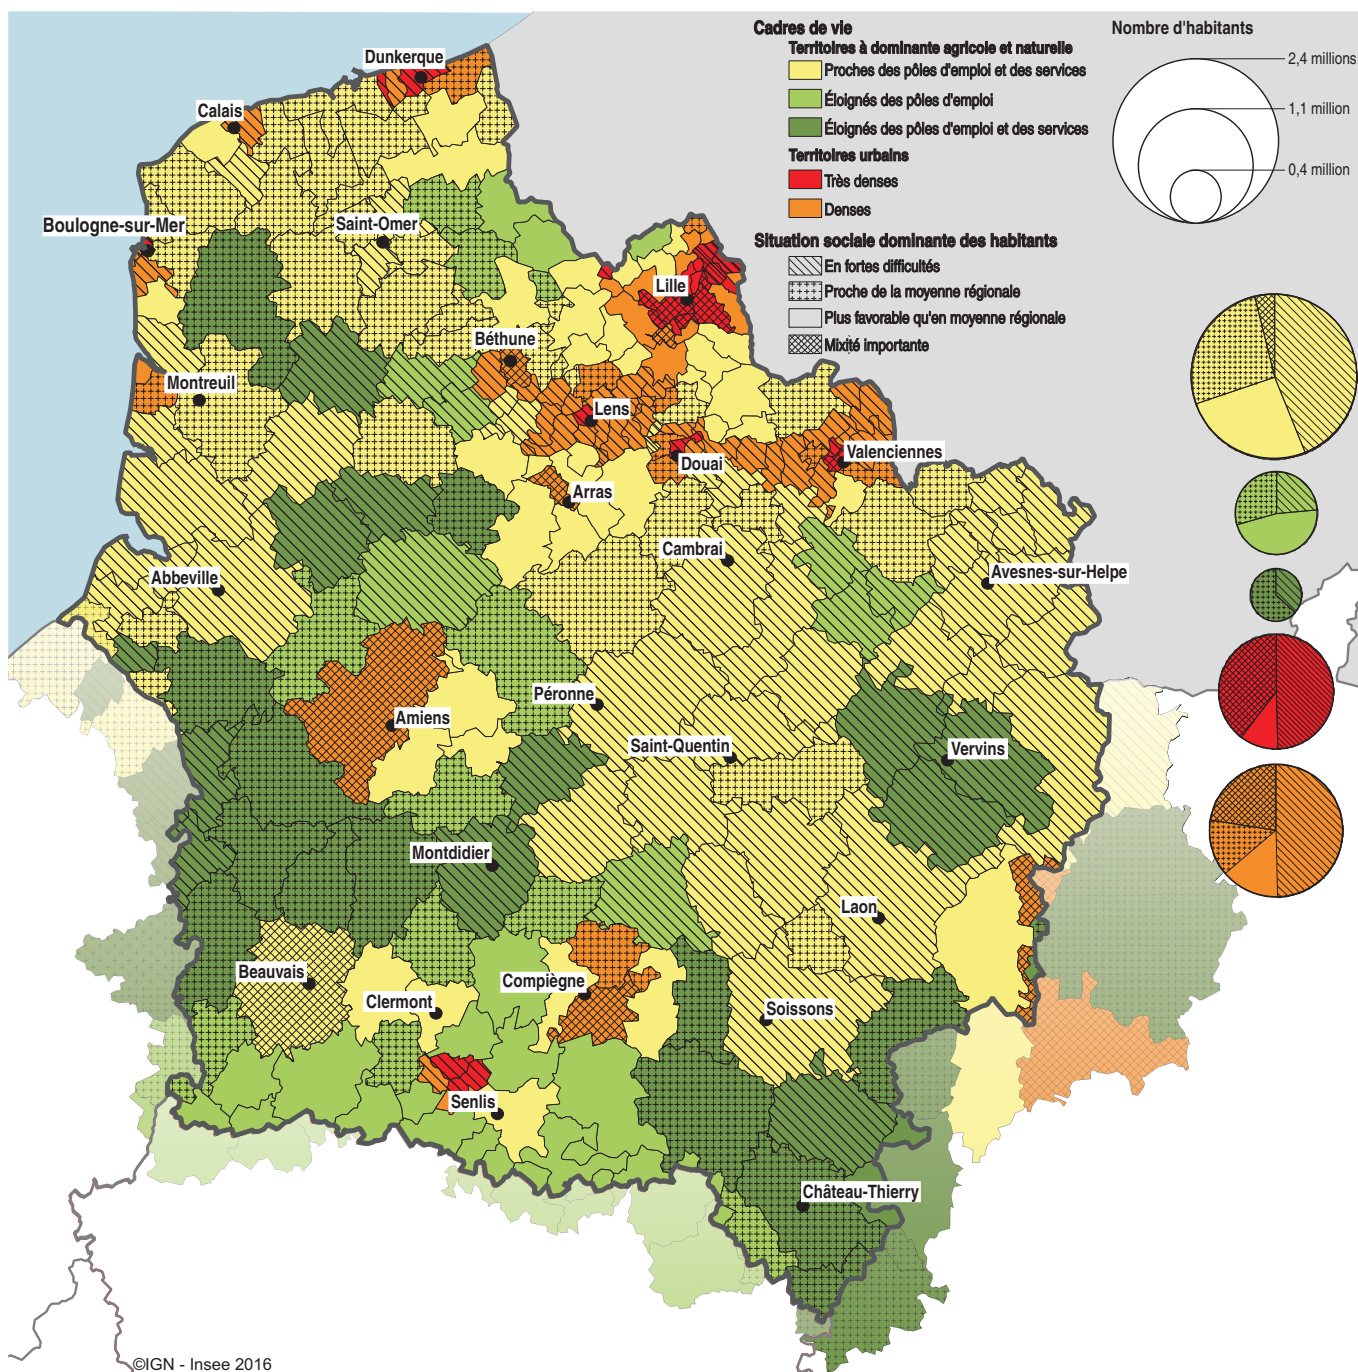 Cadres de vie
Territoires à dominante agricole et naturelle
Proches des pôles d'emploi et des services
Éloignés des pôles d'emploi
Éloignés des pôles d'emploi et des services
Territoires urbains
Très denses
Denses
Situation sociale dominante des habitants
En fortes difficultés
Proche de la moyenne régionale
Plus favorable qu'en moyenne régionale
Mixité importante
Nombre d'habitants
2,4 millions
1,1 million
0,4 million
Dunkerque
Calais
Boulogne-sur-Mer
Saint-Omer
Lille
Béthune
Montreuil
Lens
Douai
Valenciennes
Arras
Cambrai
Abbeville
Avesnes-sur-Helpe
Péronne
Amiens
Saint-Quentin
Vervins
Montdidier
Laon
Beauvais
Compiègne
Clermont
Soissons
Senlis
Château-Thierry
©IGN - Insee 2016